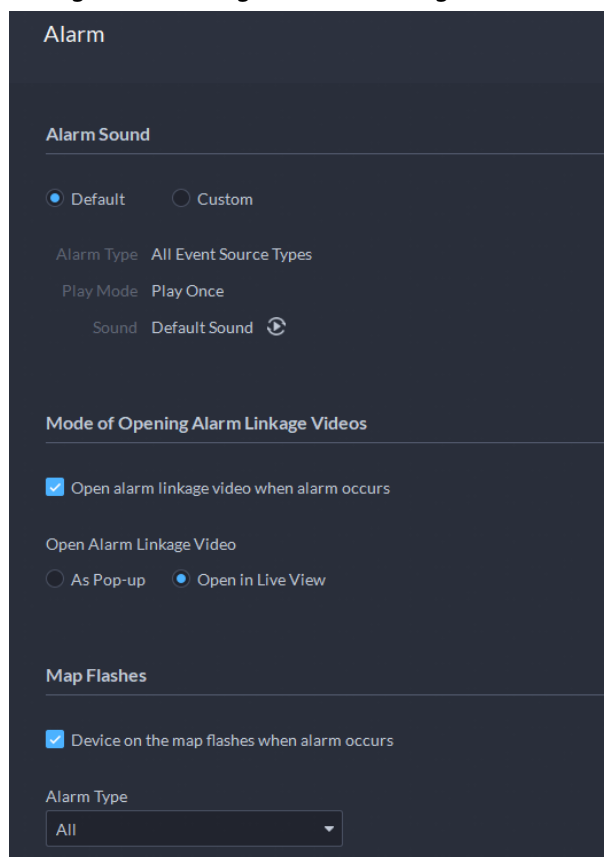 Alarm
Alarm Sound
Default Custom
Alarm Type All Event Source Types
Play Mode Play Once
Sound Default Sound
Mode of Opening Alarm Linkage Videos
Open alarm linkage video when alarm occurs
Open Alarm Linkage Video
As Pop-up Open in Live View
Map Flashes
Device on the map flashes when alarm occurs
Alarm Type
All